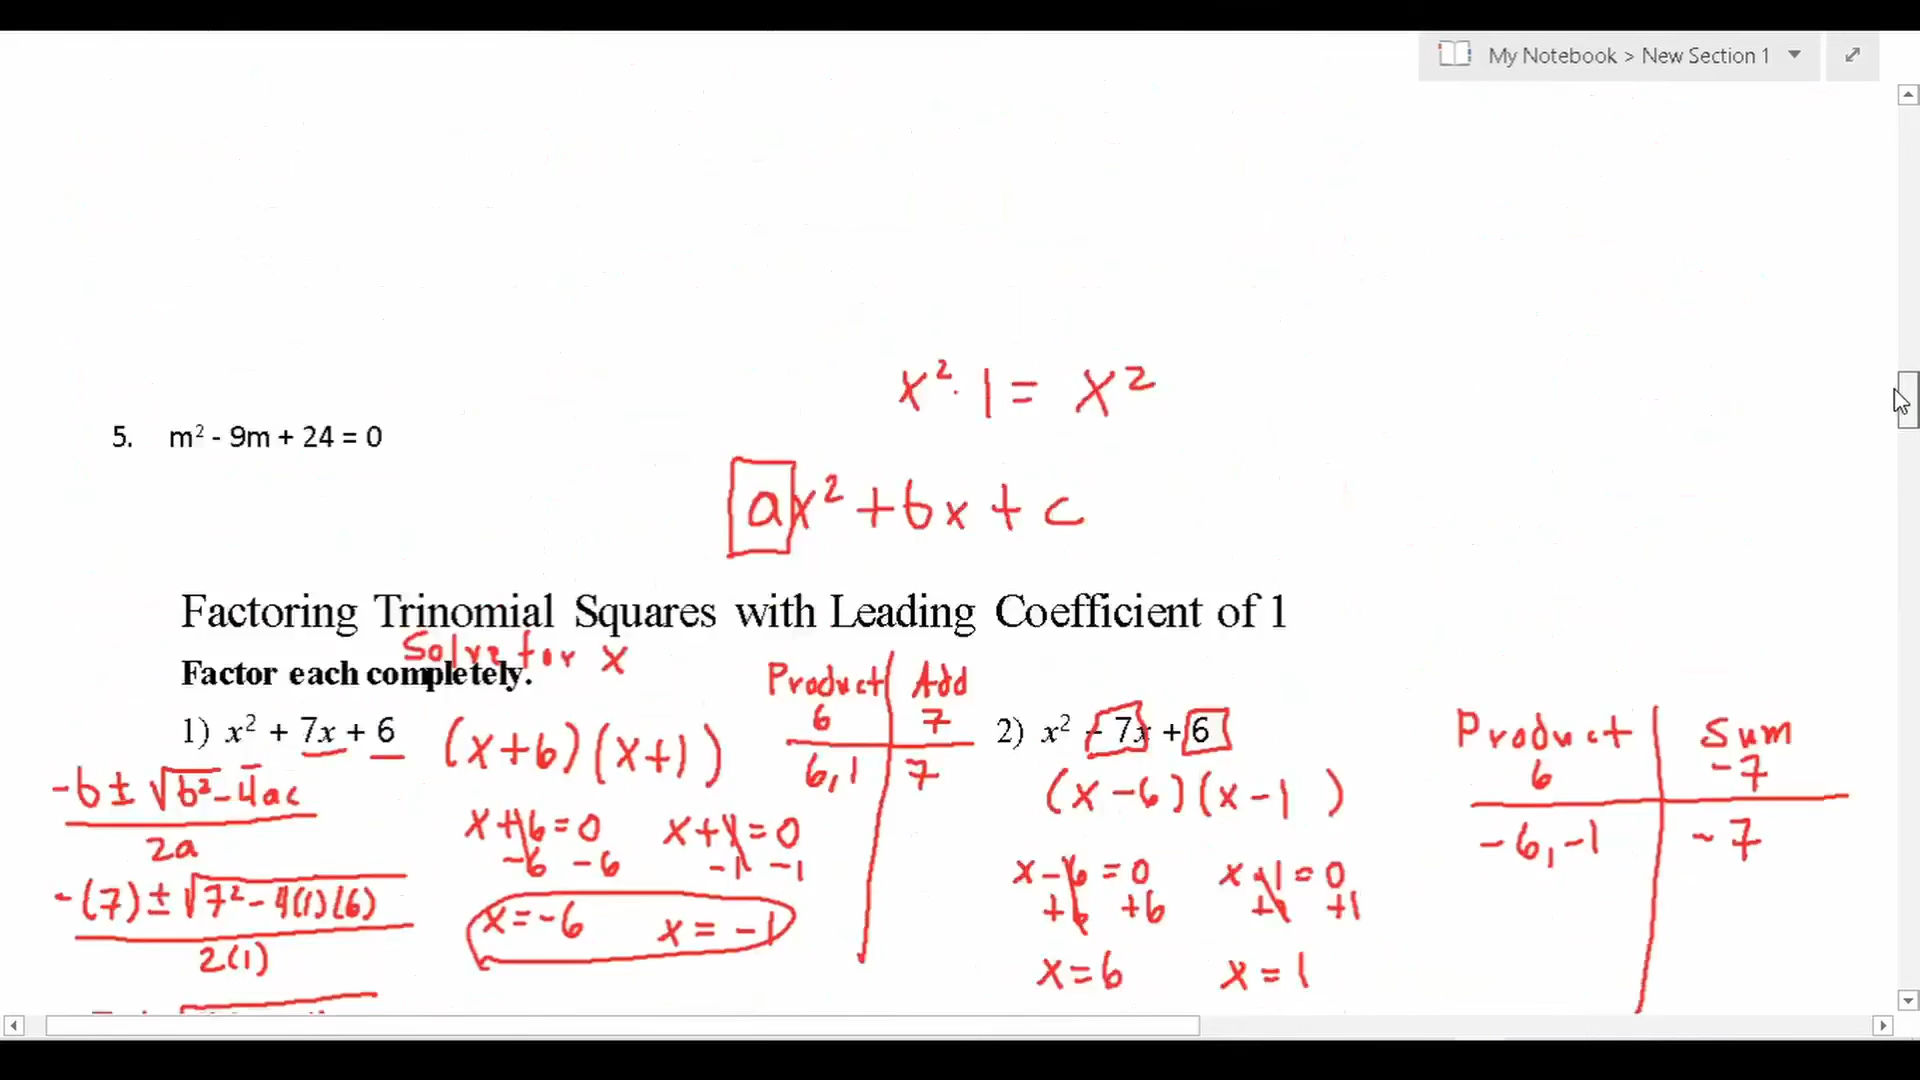 My Notebook > New Section 1
x² · 1 = x²
5. m² - 9m + 24 = 0
ax² + bx + c
Factoring Trinomial Squares with Leading Coefficient of 1
Solve for x
Factor each completely.
1) x² + 7x + 6
(x+6)(x+1)
Product | Add
6 | 7
6,1 | 7
-b ± √b² - 4ac
2a
x+6=0 x+1=0
-6 -6 -1 -1
-(7) ± √7² - 4(1)(6)
2(1)
x=-6 x=-1
2) x² - 7x + 6
Product | Sum
6 | -7
-6,-1 | -7
(x-6)(x-1)
x-6=0 x-1=0
+6 +6 +1 +1
x=6 x=1